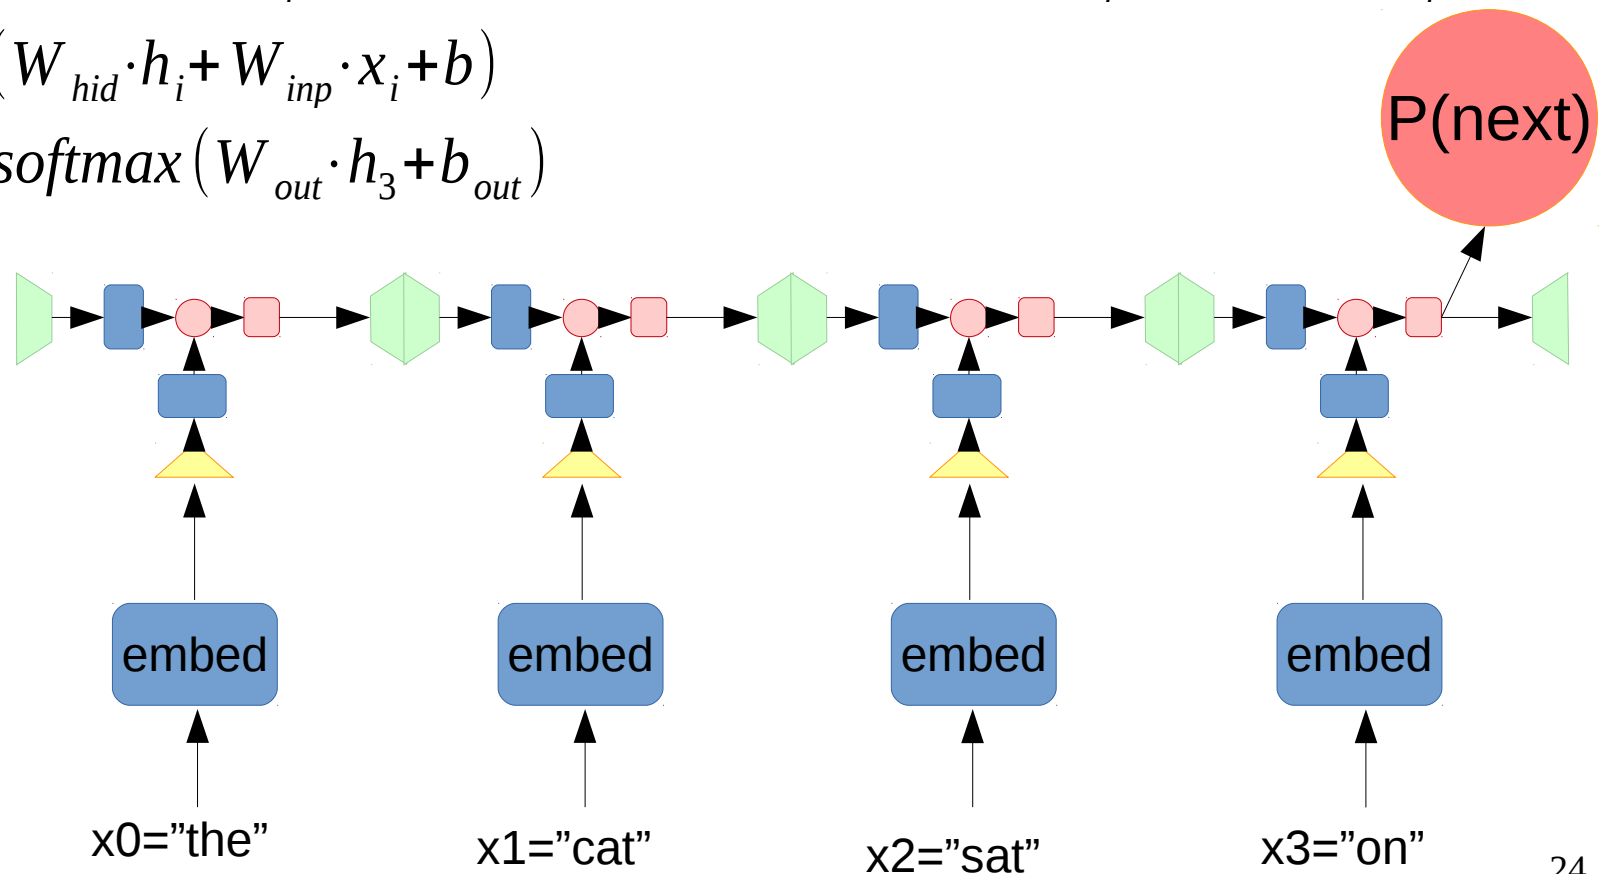 (W_hid·h_i+W_inp·x_i+b)
softmax(W_out·h_3+b_out)
P(next)
embed embed embed embed
x0=”the” x1=”cat” x2=”sat” x3=”on”
24